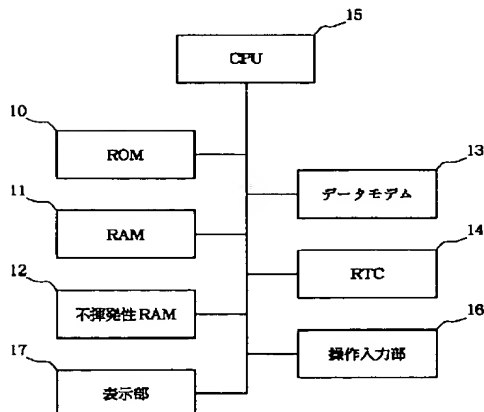 15
CPU
10
ROM
13
データモデム
11
RAM
14
RTC
12
不揮発性RAM
16
操作入力部
17
表示部